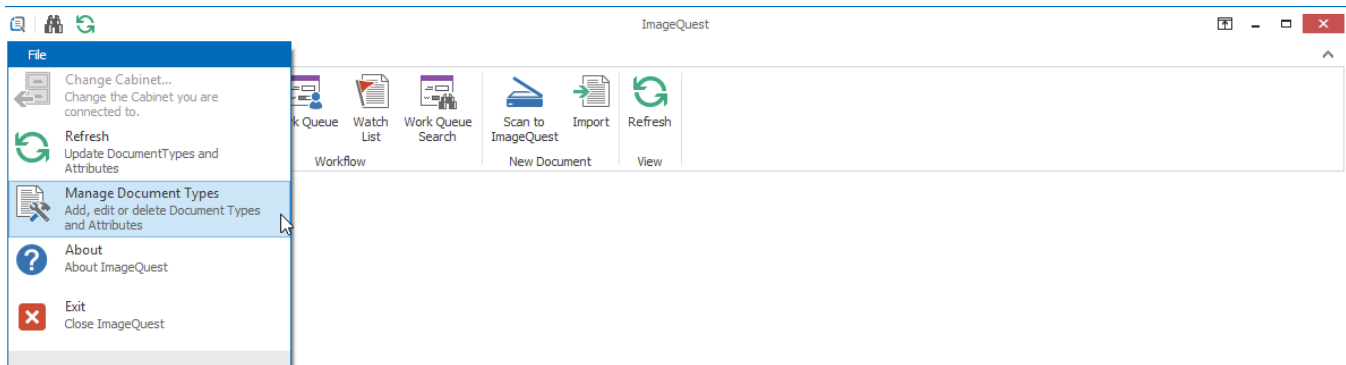 ImageQuest
File
Change Cabinet...
Change the Cabinet you are
connected to.
Refresh
Update DocumentTypes and
Attributes
Manage Document Types
Add, edit or delete Document Types
and Attributes
About
About ImageQuest
Exit
Close ImageQuest
Queue
Watch
List
Work Queue
Search
Workflow
Scan to
ImageQuest
Import
New Document
Refresh
View